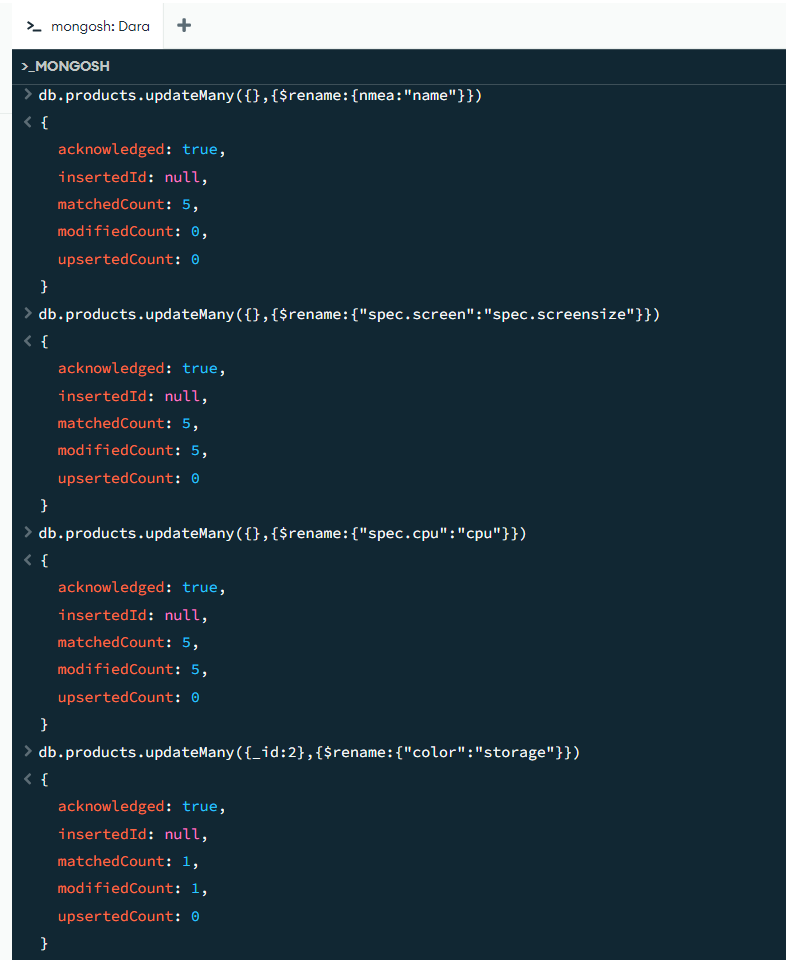 >_ mongosh: Dara +
>_MONGOSH
> db.products.updateMany({},{$rename:{nmea:"name"}})
< {
acknowledged: true,
insertedId: null,
matchedCount: 5,
modifiedCount: 0,
upsertedCount: 0
}
> db.products.updateMany({},{$rename:{"spec.screen":"spec.screensize"}})
< {
acknowledged: true,
insertedId: null,
matchedCount: 5,
modifiedCount: 5,
upsertedCount: 0
}
> db.products.updateMany({},{$rename:{"spec.cpu":"cpu"}})
< {
acknowledged: true,
insertedId: null,
matchedCount: 5,
modifiedCount: 5,
upsertedCount: 0
}
> db.products.updateMany({_id:2},{$rename:{"color":"storage"}})
< {
acknowledged: true,
insertedId: null,
matchedCount: 1,
modifiedCount: 1,
upsertedCount: 0
}